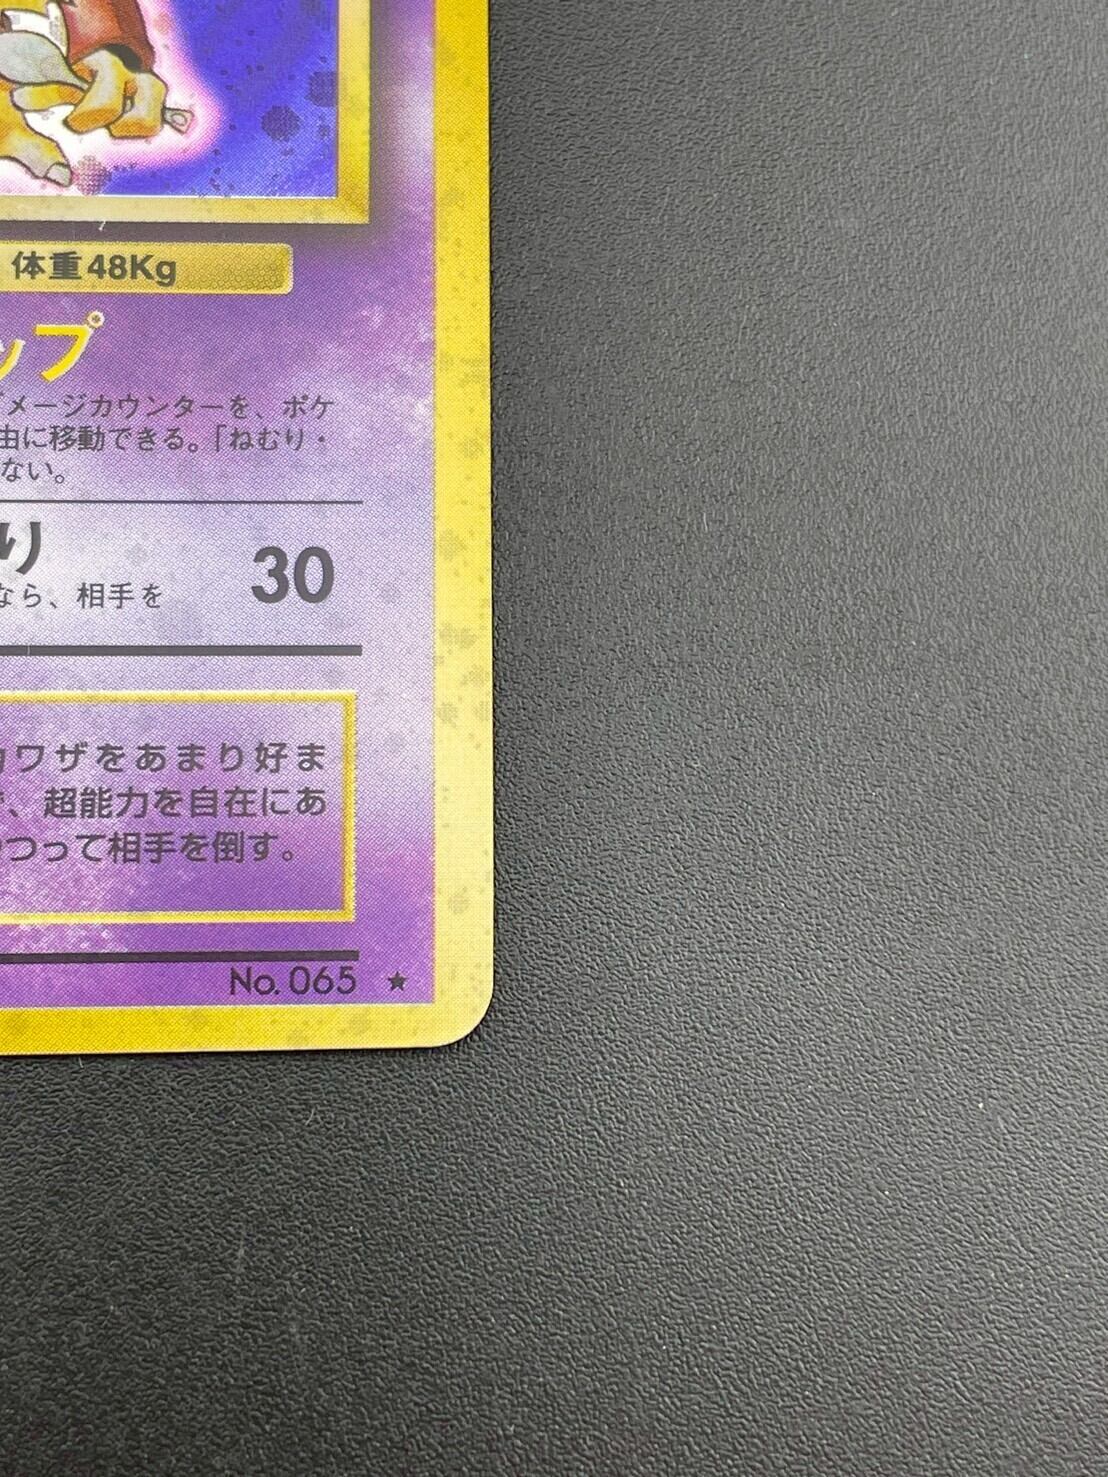 体重48Kg
ップ
メージカウンターを、ポケ
由に移動できる。「ねむり・
ない。
り
なら、相手を
30
ワザをあまり好ま
、超能力を自在にあ
つって相手を倒す。
No. 065 ★